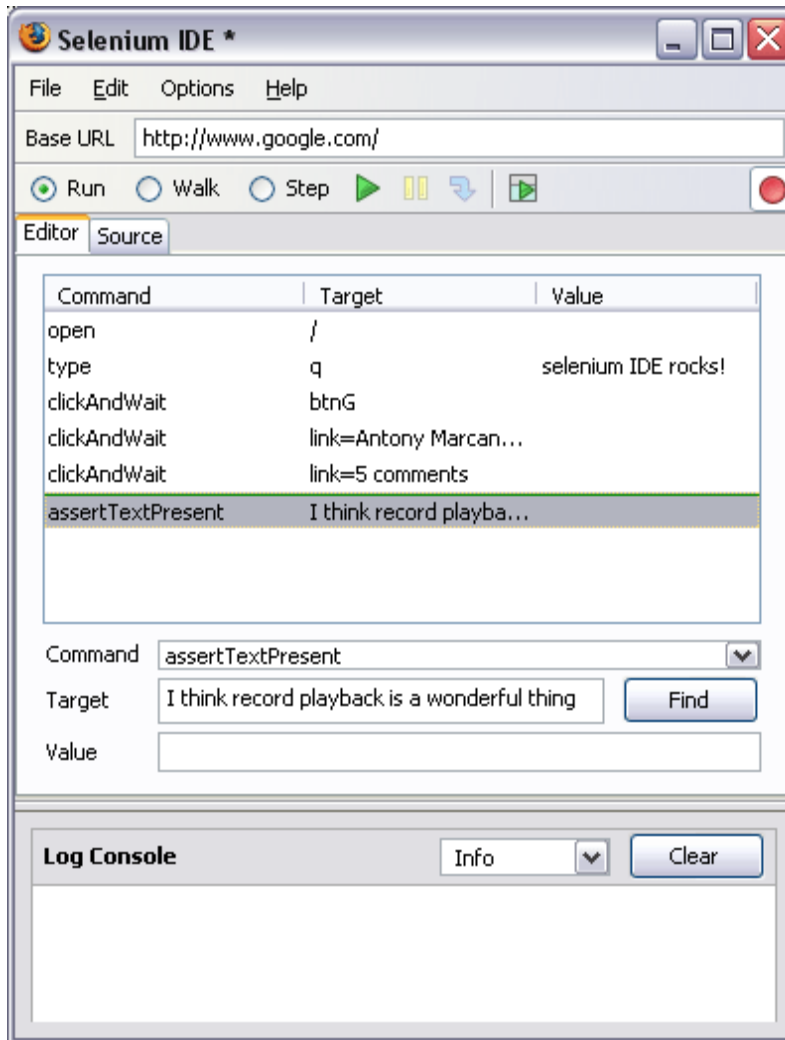 Selenium IDE *
File Edit Options Help
Base URL http://www.google.com/
Run Walk Step
Editor Source
Command Target Value
open /
type q selenium IDE rocks!
clickAndWait btnG
clickAndWait link=Antony Marcan...
clickAndWait link=5 comments
assertTextPresent I think record playba...
Command assertTextPresent
Target I think record playback is a wonderful thing Find
Value
Log Console Info Clear